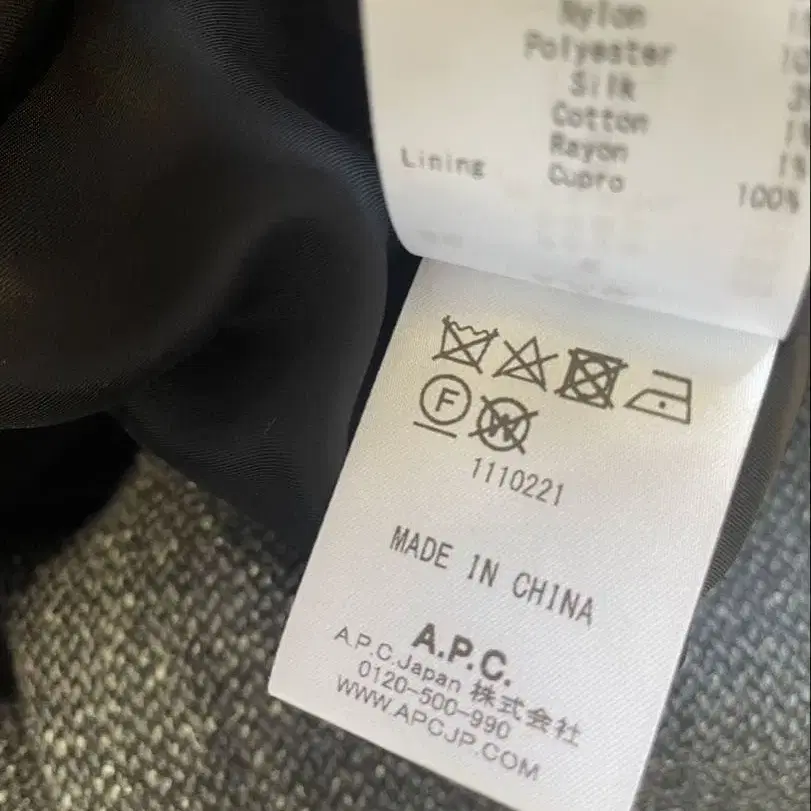 Nylon
Polyester
Silk
Cotton
Rayon
Lining Cupro 100%
F
W
1110221
MADE IN CHINA
A.P.C.
A.P.C.Japan 株式会社
0120-500-990
WWW.APCJP.COM